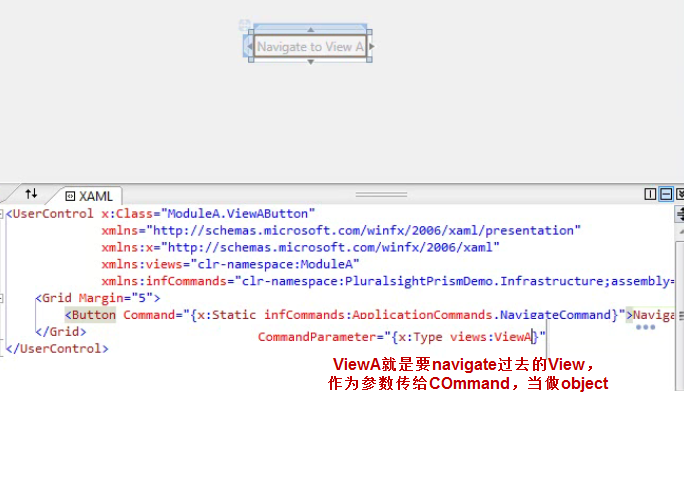 Navigate to View A
XAML
<UserControl x:Class="ModuleA.ViewAButton"
xmlns="http://schemas.microsoft.com/winfx/2006/xaml/presentation"
xmlns:x="http://schemas.microsoft.com/winfx/2006/xaml"
xmlns:views="clr-namespace:ModuleA"
xmlns:infCommands="clr-namespace:PluralsightPrismDemo.Infrastructure;assembly=
<Grid Margin="5">
<Button Command="{x:Static infCommands:ApplicationCommands.NavigateCommand}">Naviga
</Grid>
CommandParameter="{x:Type views:ViewA}"
</UserControl>
ViewA就是要navigate过去的View，
作为参数传给COmmand，当做object